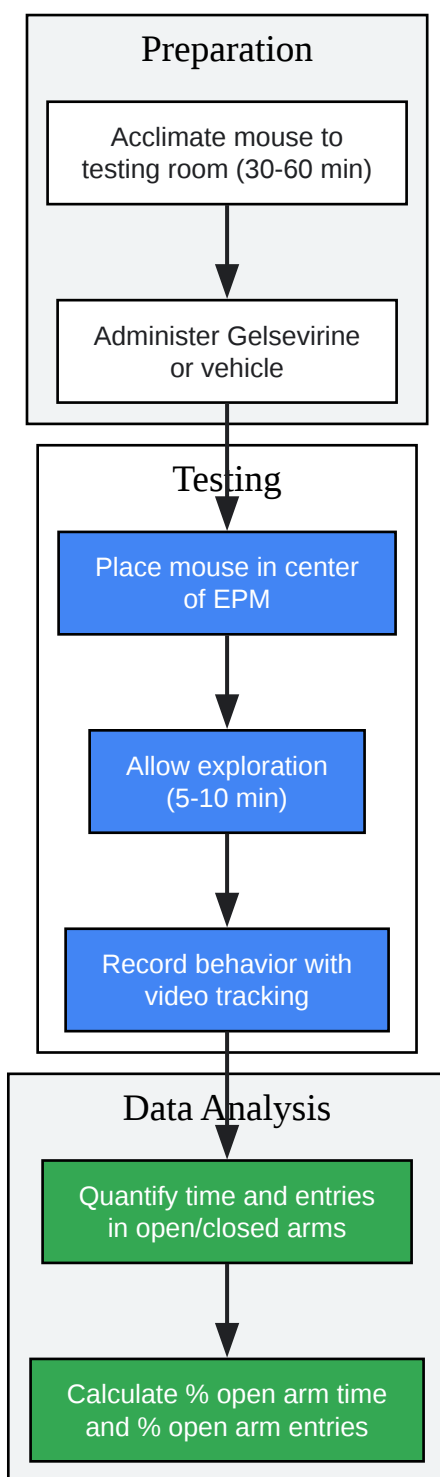 Preparation
Acclimate mouse to
testing room (30-60 min)
Administer Gelsevirine
or vehicle
Testing
Place mouse in center
of EPM
Allow exploration
(5-10 min)
Record behavior with
video tracking
Data Analysis
Quantify time and entries
in open/closed arms
Calculate % open arm time
and % open arm entries